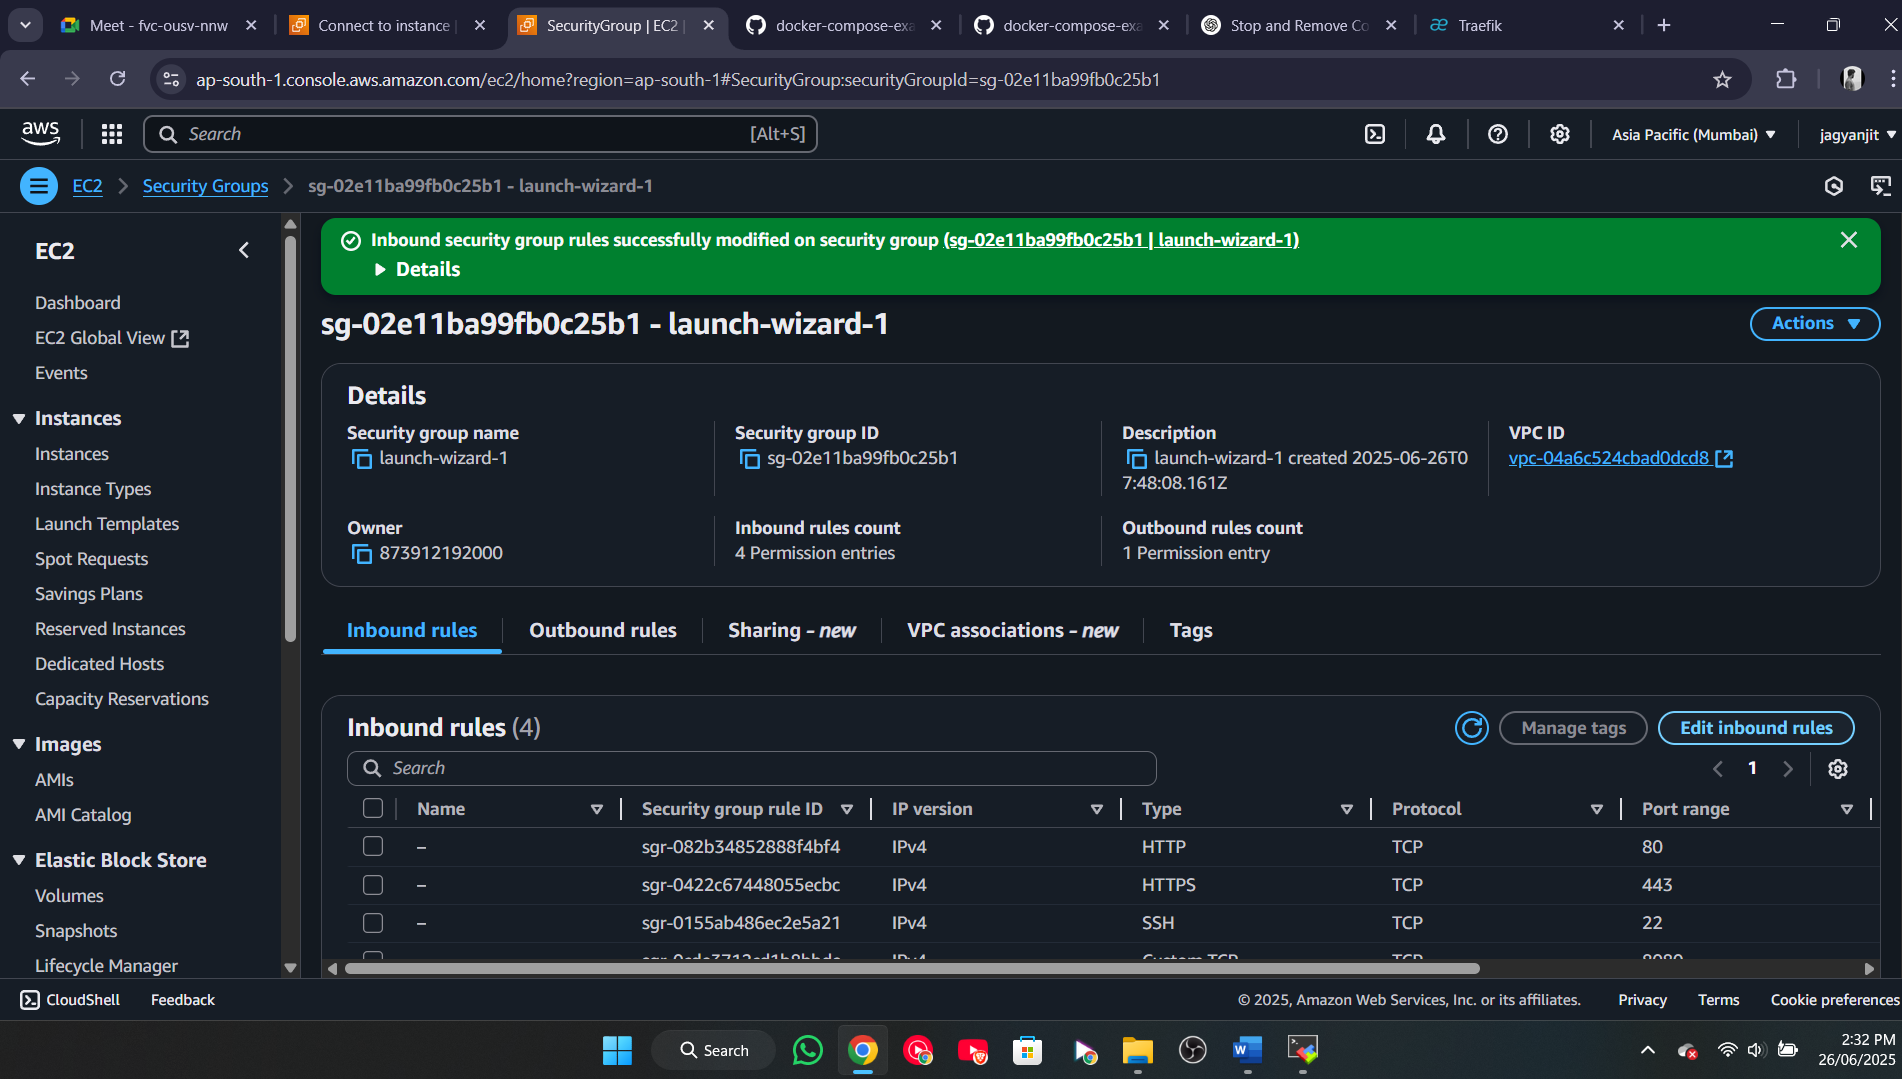 Meet - fvc-ousv-nnw
Connect to instance
SecurityGroup | EC2 |
docker-compose-exa
docker-compose-exa
Stop and Remove Co
Traefik
ap-south-1.console.aws.amazon.com/ec2/home?region=ap-south-1#SecurityGroup:securityGroupId=sg-02e11ba99fb0c25b1
aws
Search
[Alt+S]
Asia Pacific (Mumbai)
jagyanjit
EC2
Security Groups
sg-02e11ba99fb0c25b1 - launch-wizard-1
EC2
Dashboard
EC2 Global View
Events
Instances
Instances
Instance Types
Launch Templates
Spot Requests
Savings Plans
Reserved Instances
Dedicated Hosts
Capacity Reservations
Images
AMIs
AMI Catalog
Elastic Block Store
Volumes
Snapshots
Lifecycle Manager
Inbound security group rules successfully modified on security group (sg-02e11ba99fb0c25b1 | launch-wizard-1)
Details
sg-02e11ba99fb0c25b1 - launch-wizard-1
Actions
Details
Security group name
launch-wizard-1
Security group ID
sg-02e11ba99fb0c25b1
Description
launch-wizard-1 created 2025-06-26T0
7:48:08.161Z
VPC ID
vpc-04a6c524cbad0dcd8
Owner
873912192000
Inbound rules count
4 Permission entries
Outbound rules count
1 Permission entry
Inbound rules
Outbound rules
Sharing - new
VPC associations - new
Tags
Inbound rules (4)
Manage tags
Edit inbound rules
Search
1
Name Security group rule ID IP version Type Protocol Port range
– sgr-082b34852888f4bf4 IPv4 HTTP TCP 80
– sgr-0422c67448055ecbc IPv4 HTTPS TCP 443
– sgr-0155ab486ec2e5a21 IPv4 SSH TCP 22
IPv4 Custom TCP TCP 8080
CloudShell
Feedback
© 2025, Amazon Web Services, Inc. or its affiliates.
Privacy
Terms
Cookie preferences
Search
2:32 PM
26/06/2025